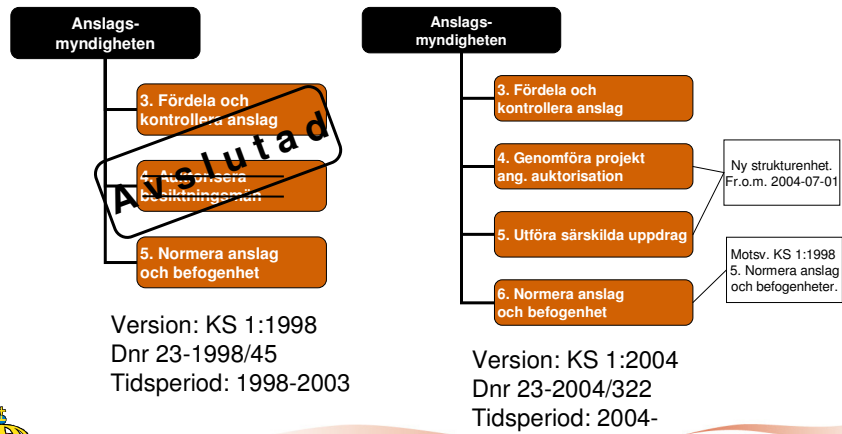 Anslags-
myndigheten
3. Fördela och
kontrollera anslag
4. Auktorisera
besiktningsmän
5. Normera anslag
och befogenhet
Avslutad
Version: KS 1:1998
Dnr 23-1998/45
Tidsperiod: 1998-2003
Anslags-
myndigheten
3. Fördela och
kontrollera anslag
4. Genomföra projekt
ang. auktorisation
5. Utföra särskilda uppdrag
6. Normera anslag
och befogenhet
Ny strukturenhet.
Fr.o.m. 2004-07-01
Motsv. KS 1:1998
5. Normera anslag
och befogenheter.
Version: KS 1:2004
Dnr 23-2004/322
Tidsperiod: 2004-